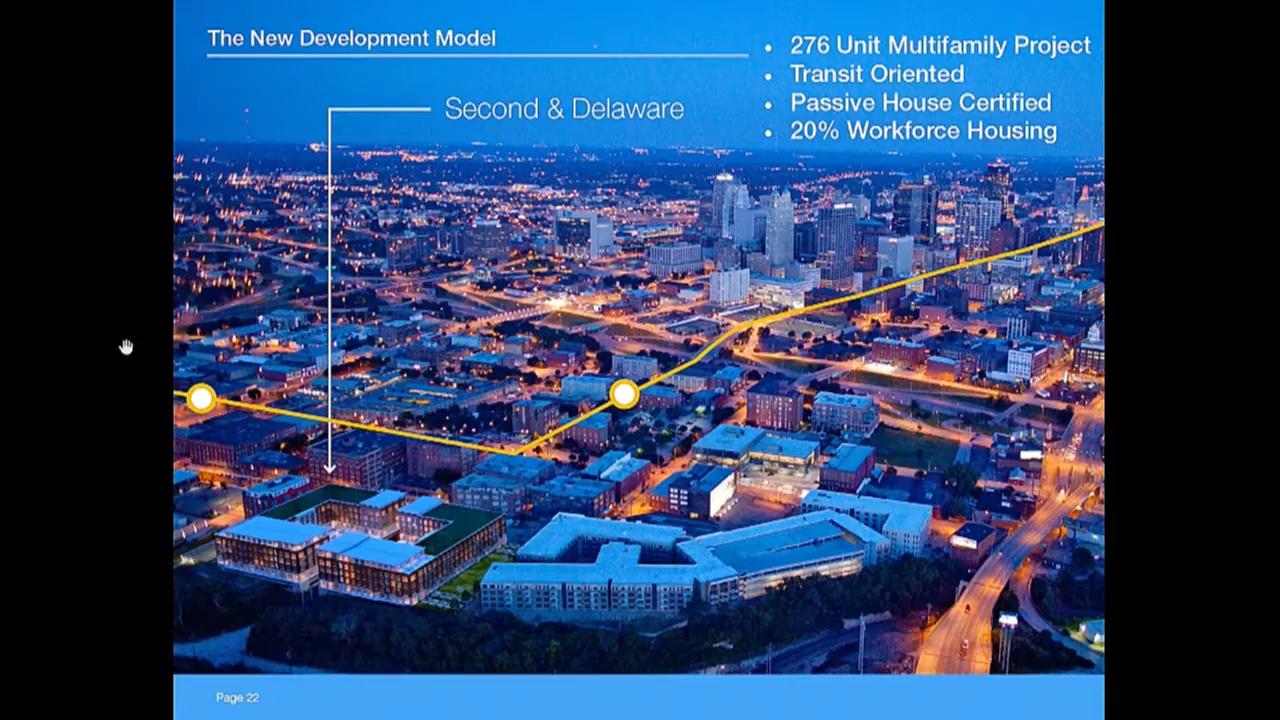 The New Development Model
Second & Delaware
• 276 Unit Multifamily Project
• Transit Oriented
• Passive House Certified
• 20% Workforce Housing
Page 22